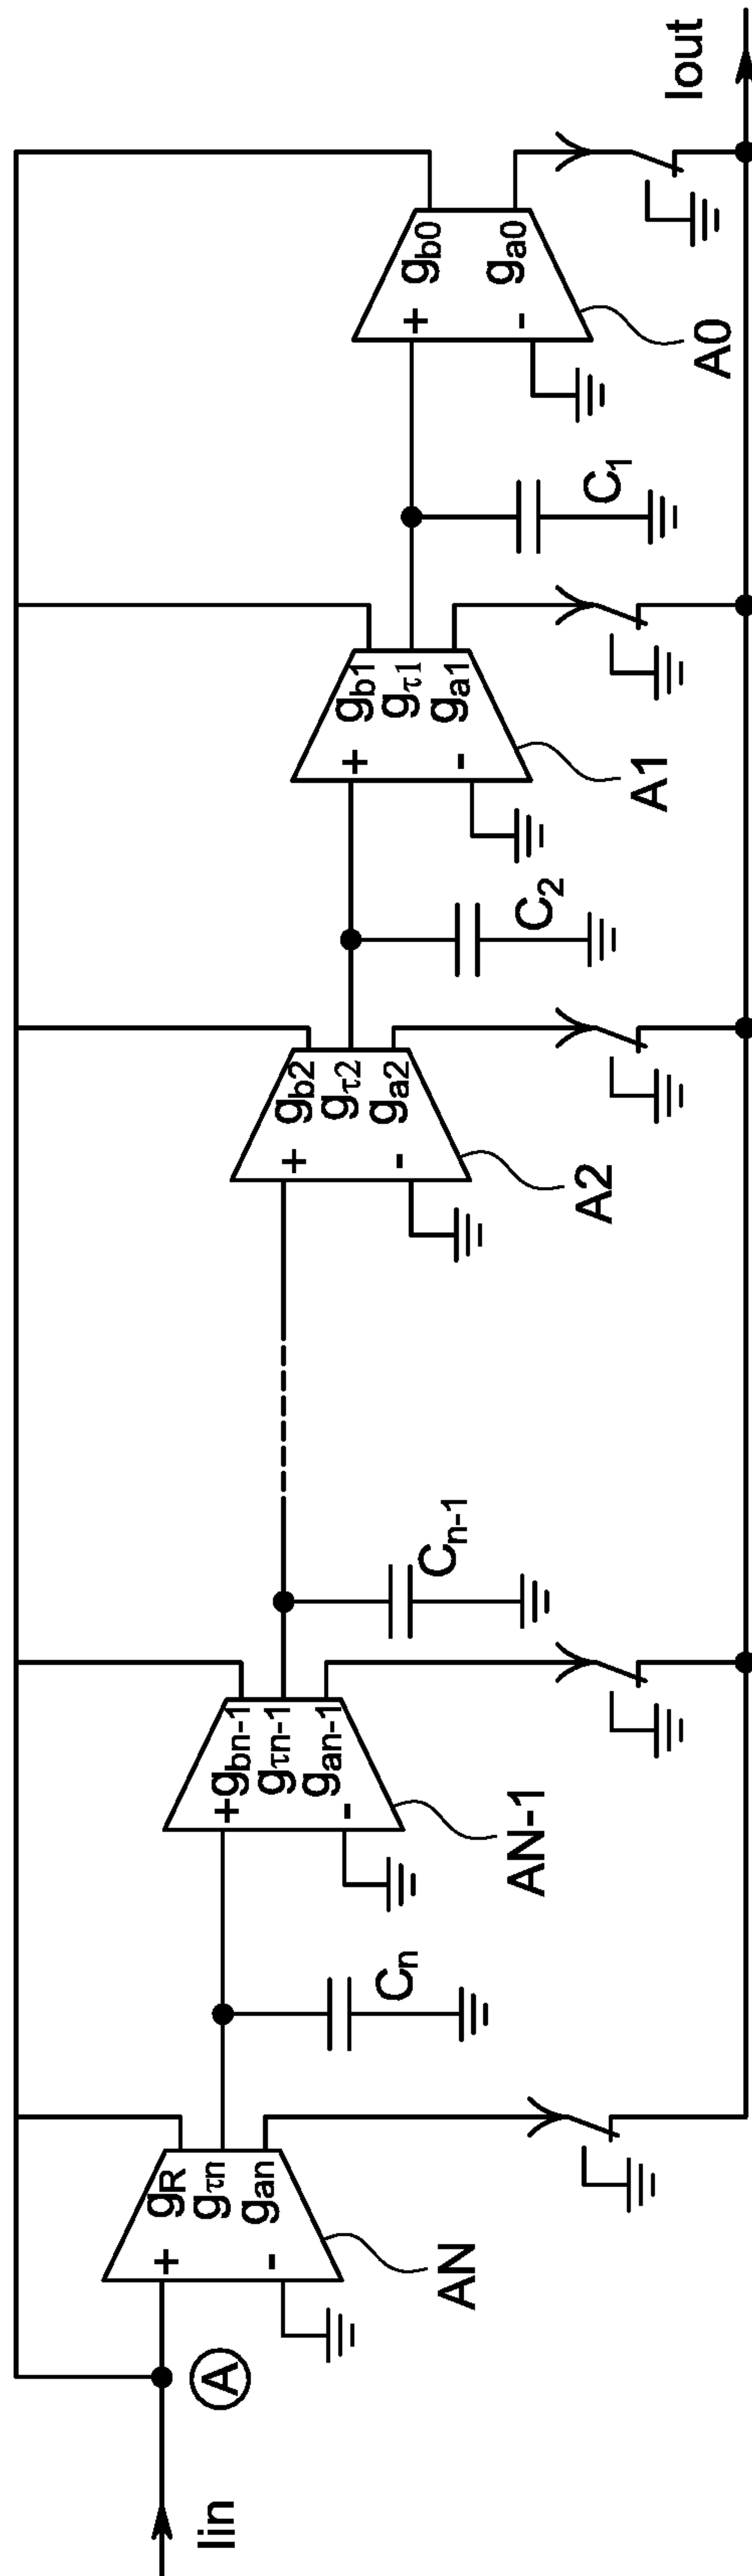 Iin
A
+
-
gR
gτn
gan
AN
Cn
+
-
gbn-1
gτn-1
gan-1
AN-1
Cn-1
+
-
gb2
gτ2
ga2
A2
C2
+
-
gb1
gτ1
ga1
A1
C1
+
-
gb0
ga0
A0
Iout